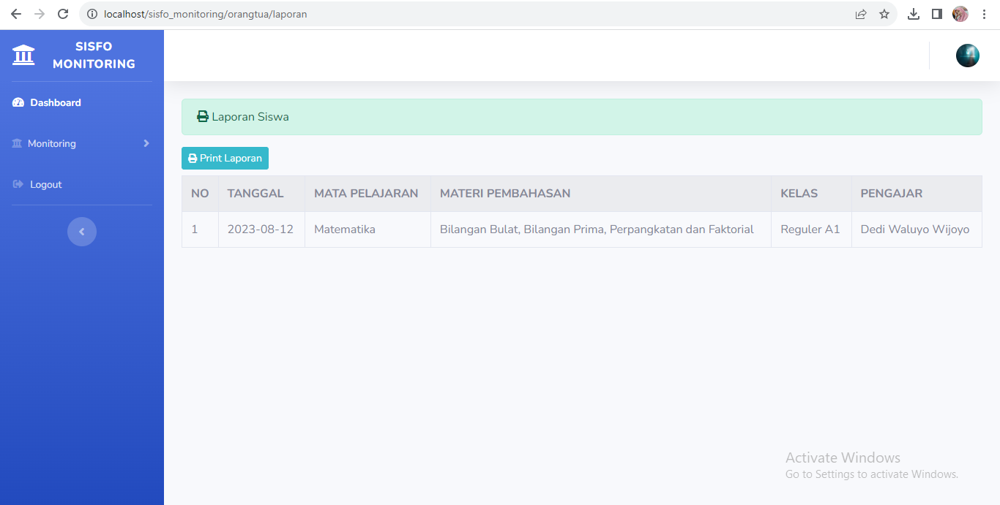 localhost/sisfo_monitoring/orangtua/laporan
SISFO
MONITORING
Dashboard
Monitoring
Logout
Laporan Siswa
Print Laporan
NO TANGGAL MATA PELAJARAN MATERI PEMBAHASAN KELAS PENGAJAR
1 2023-08-12 Matematika Bilangan Bulat, Bilangan Prima, Perpangkatan dan Faktorial Reguler A1 Dedi Waluyo Wijoyo
Activate Windows
Go to Settings to activate Windows.